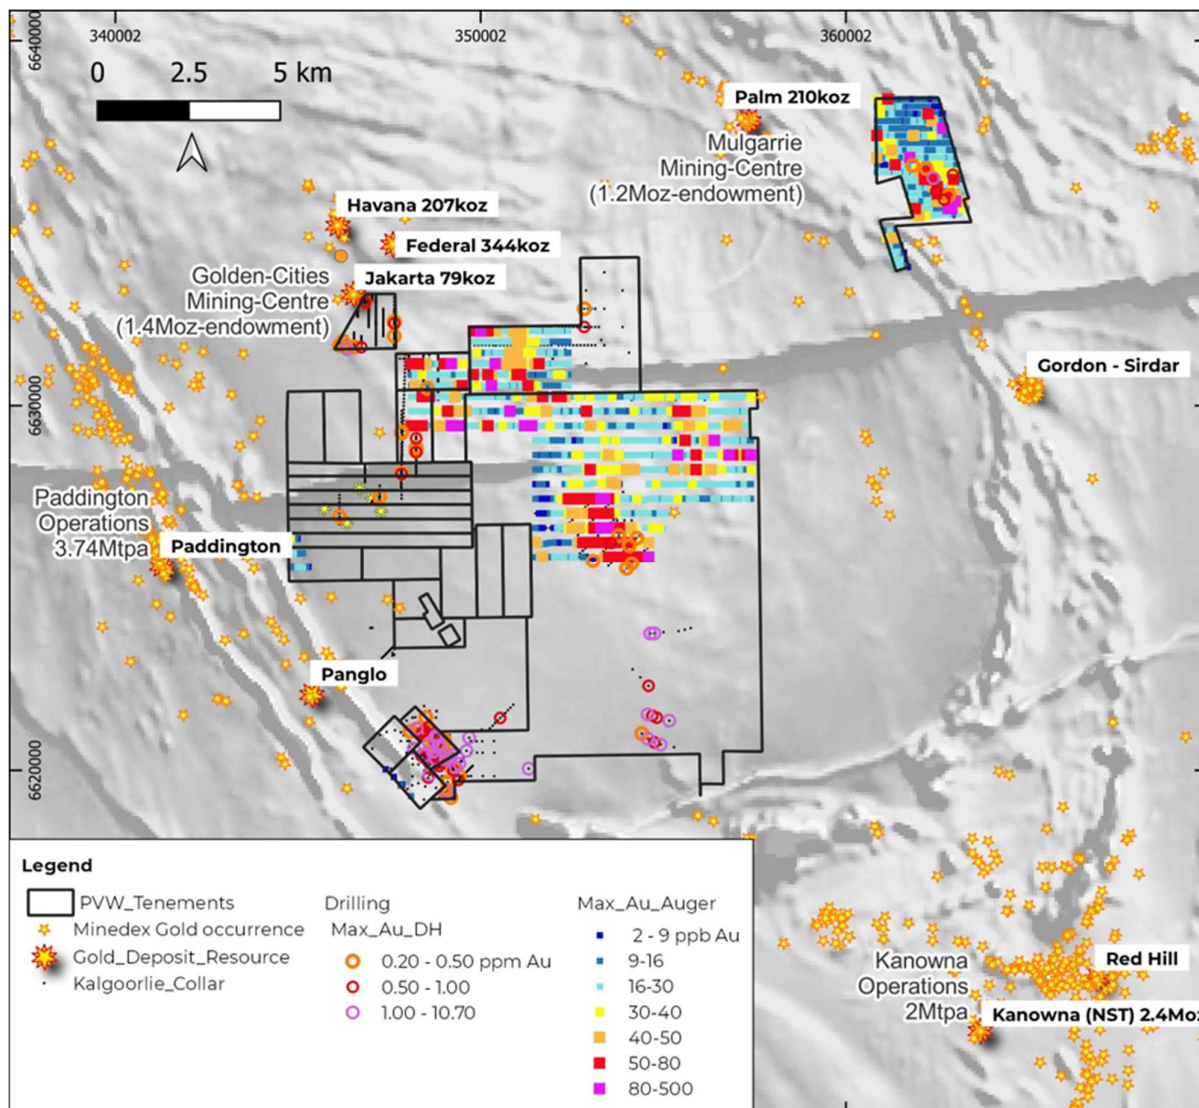 340002
350002
360002
6640000
6630000
6620000
0 2.5 5 km
Palm 210koz
Mulgarrie
Mining-Centre
(1.2Moz-endowment)
Havana 207koz
Federal 344koz
Golden-Cities
Mining-Centre
(1.4Moz-endowment)
Jakarta 79koz
Gordon - Sirdar
Paddington
Operations
3.74Mtpa
Paddington
Panglo
Kanowna
Operations
2Mtpa
Red Hill
Kanowna (NST) 2.4Moz
Legend
PVW_Tenements
Minedex Gold occurrence
Gold_Deposit_Resource
Kalgoorlie_Collar
Drilling
Max_Au_DH
0.20 - 0.50 ppm Au
0.50 - 1.00
1.00 - 10.70
Max_Au_Auger
2 - 9 ppb Au
9-16
16-30
30-40
40-50
50-80
80-500